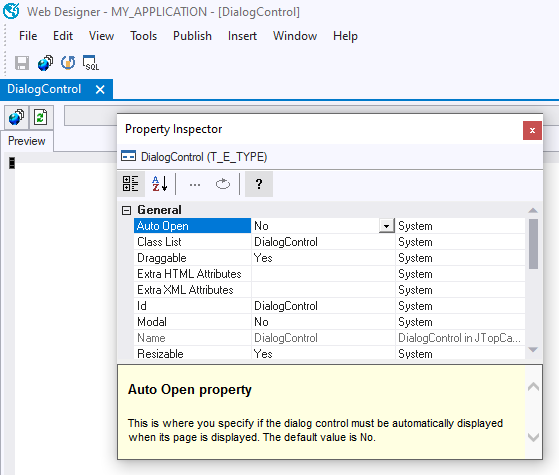 Web Designer - MY_APPLICATION - [DialogControl]
File Edit View Tools Publish Insert Window Help
SQL
DialogControl X
Preview
Property Inspector x
DialogControl (T_E_TYPE)
A Z ... ?
General
Auto Open No System
Class List DialogControl System
Draggable Yes System
Extra HTML Attributes System
Extra XML Attributes System
Id DialogControl System
Modal No System
Name DialogControl DialogControl in JTopCa...
Resizable Yes System
Auto Open property
This is where you specify if the dialog control must be automatically displayed
when its page is displayed. The default value is No.